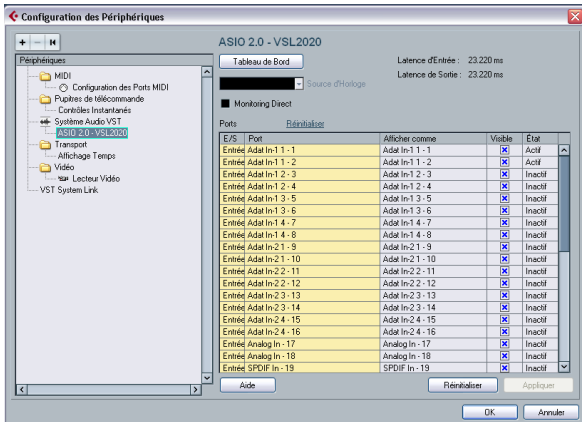 Configuration des Périphériques
ASIO 2.0 - VSL2020
Périphériques
MIDI
Configuration des Ports MIDI
Pupitres de télécommande
Contrôles Instantanés
Système Audio VST
ASIO 2.0 - VSL2020
Transport
Affichage Temps
Vidéo
Lecteur Vidéo
VST System Link
Tableau de Bord
Latence d'Entrée : 23.220 ms
Latence de Sortie : 23.220 ms
Source d'Horloge
Monitoring Direct
Ports Réinitialiser
E/S Port Afficher comme Visible État
Entrée Adat In-1 1 - 1 Adat In-1 1 - 1 Actif
Entrée Adat In-1 1 - 2 Adat In-1 1 - 2 Actif
Entrée Adat In-1 2 - 3 Adat In-1 2 - 3 Inactif
Entrée Adat In-1 2 - 4 Adat In-1 2 - 4 Inactif
Entrée Adat In-1 3 - 5 Adat In-1 3 - 5 Inactif
Entrée Adat In-1 3 - 6 Adat In-1 3 - 6 Inactif
Entrée Adat In-1 4 - 7 Adat In-1 4 - 7 Inactif
Entrée Adat In-1 4 - 8 Adat In-1 4 - 8 Inactif
Entrée Adat In-2 1 - 9 Adat In-2 1 - 9 Inactif
Entrée Adat In-2 1 - 10 Adat In-2 1 - 10 Inactif
Entrée Adat In-2 2 - 11 Adat In-2 2 - 11 Inactif
Entrée Adat In-2 2 - 12 Adat In-2 2 - 12 Inactif
Entrée Adat In-2 3 - 13 Adat In-2 3 - 13 Inactif
Entrée Adat In-2 3 - 14 Adat In-2 3 - 14 Inactif
Entrée Adat In-2 4 - 15 Adat In-2 4 - 15 Inactif
Entrée Adat In-2 4 - 16 Adat In-2 4 - 16 Inactif
Entrée Analog In - 17 Analog In - 17 Inactif
Entrée Analog In - 18 Analog In - 18 Inactif
Entrée SPDIF In - 19 SPDIF In - 19 Inactif
Aide Réinitialiser Appliquer
OK Annuler